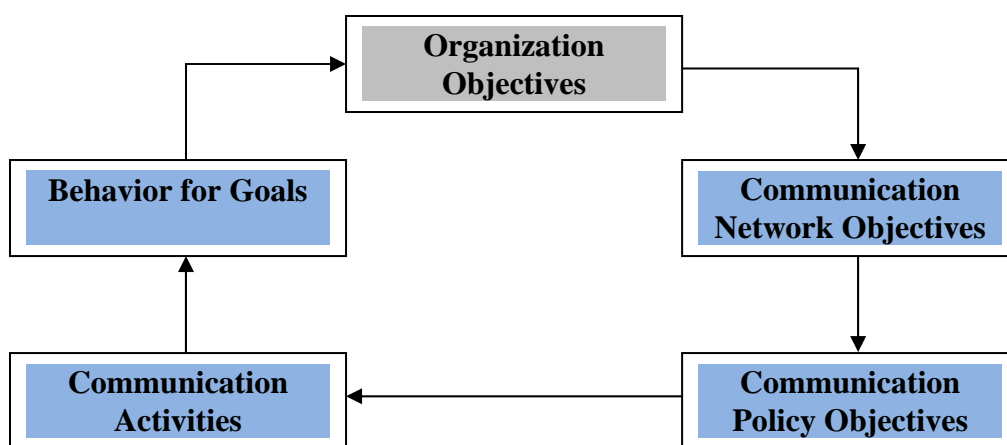 Organization
Objectives
Behavior for Goals
Communication
Network Objectives
Communication
Activities
Communication
Policy Objectives